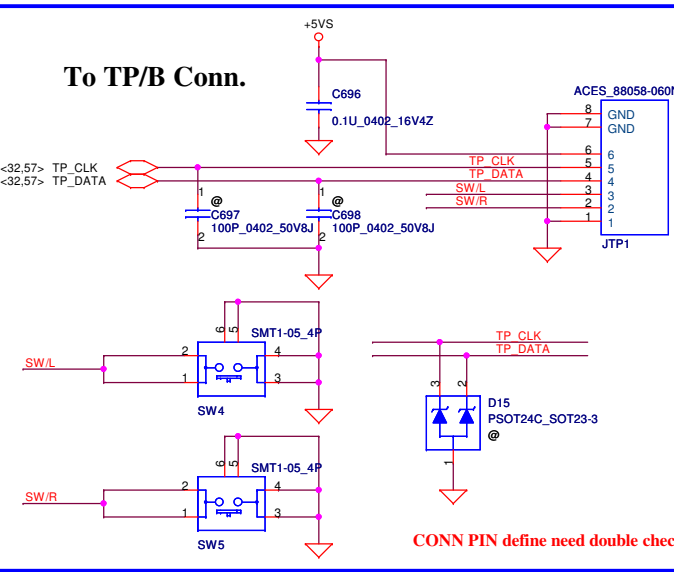 +5VS
To TP/B Conn.
C696
0.1U_0402_16V4Z
ACES_88058-060N
8 GND
7 GND
6 6
<32,57> TP_CLK
TP_CLK 5 5
<32,57> TP_DATA
TP_DATA 4 4
SW/L 3 3
SW/R 2 2
1 1
JTP1
1 @
C697
100P_0402_50V8J
2
1 @
C698
100P_0402_50V8J
2
6 5 SMT1-05_4P
SW/L
2 4
1 3
SW4
TP_CLK
TP_DATA
3 2
D15
PSOT24C_SOT23-3
@
1
6 5 SMT1-05_4P
SW/R
2 4
1 3
SW5
CONN PIN define need double chec